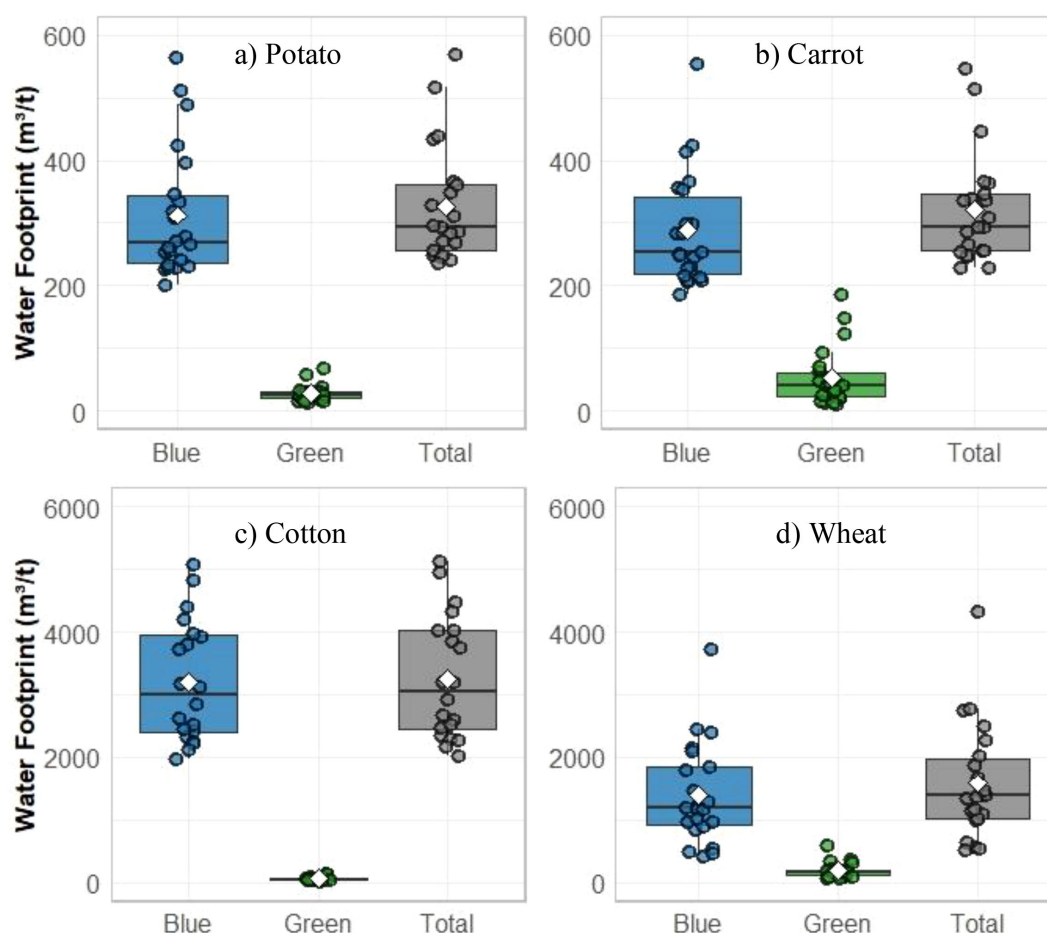 a) Potato
b) Carrot
Water Footprint (m³/t)
600
400
200
0
600
400
200
0
Blue Green Total
Blue Green Total
c) Cotton
d) Wheat
Water Footprint (m³/t)
6000
4000
2000
0
6000
4000
2000
0
Blue Green Total
Blue Green Total